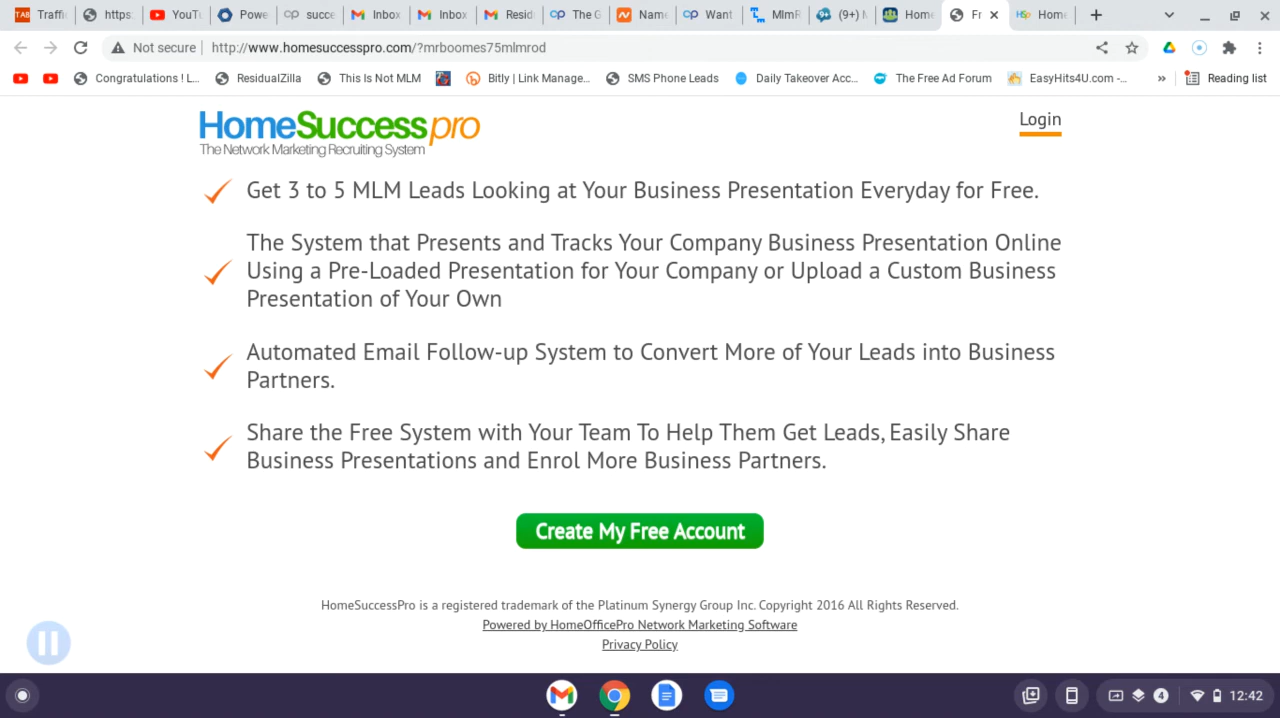 TAB Traffi
https:
YouTu
Powe
cp succe
Inbox
Inbox
Resid
cp The G
Name
cp Want
MlmR
(9+) M
Home
Fr
HSp Home
Not secure
http://www.homesuccesspro.com/?mrboomes75mlmrod
Congratulations ! L...
ResidualZilla
This Is Not MLM
Bitly | Link Manage...
SMS Phone Leads
Daily Takeover Acc...
The Free Ad Forum
EasyHits4U.com -...
»
Reading list
HomeSuccess pro
The Network Marketing Recruiting System
Login
Get 3 to 5 MLM Leads Looking at Your Business Presentation Everyday for Free.
The System that Presents and Tracks Your Company Business Presentation Online
Using a Pre-Loaded Presentation for Your Company or Upload a Custom Business
Presentation of Your Own
Automated Email Follow-up System to Convert More of Your Leads into Business
Partners.
Share the Free System with Your Team To Help Them Get Leads, Easily Share
Business Presentations and Enrol More Business Partners.
Create My Free Account
HomeSuccessPro is a registered trademark of the Platinum Synergy Group Inc. Copyright 2016 All Rights Reserved.
Powered by HomeOfficePro Network Marketing Software
Privacy Policy
4
12:42